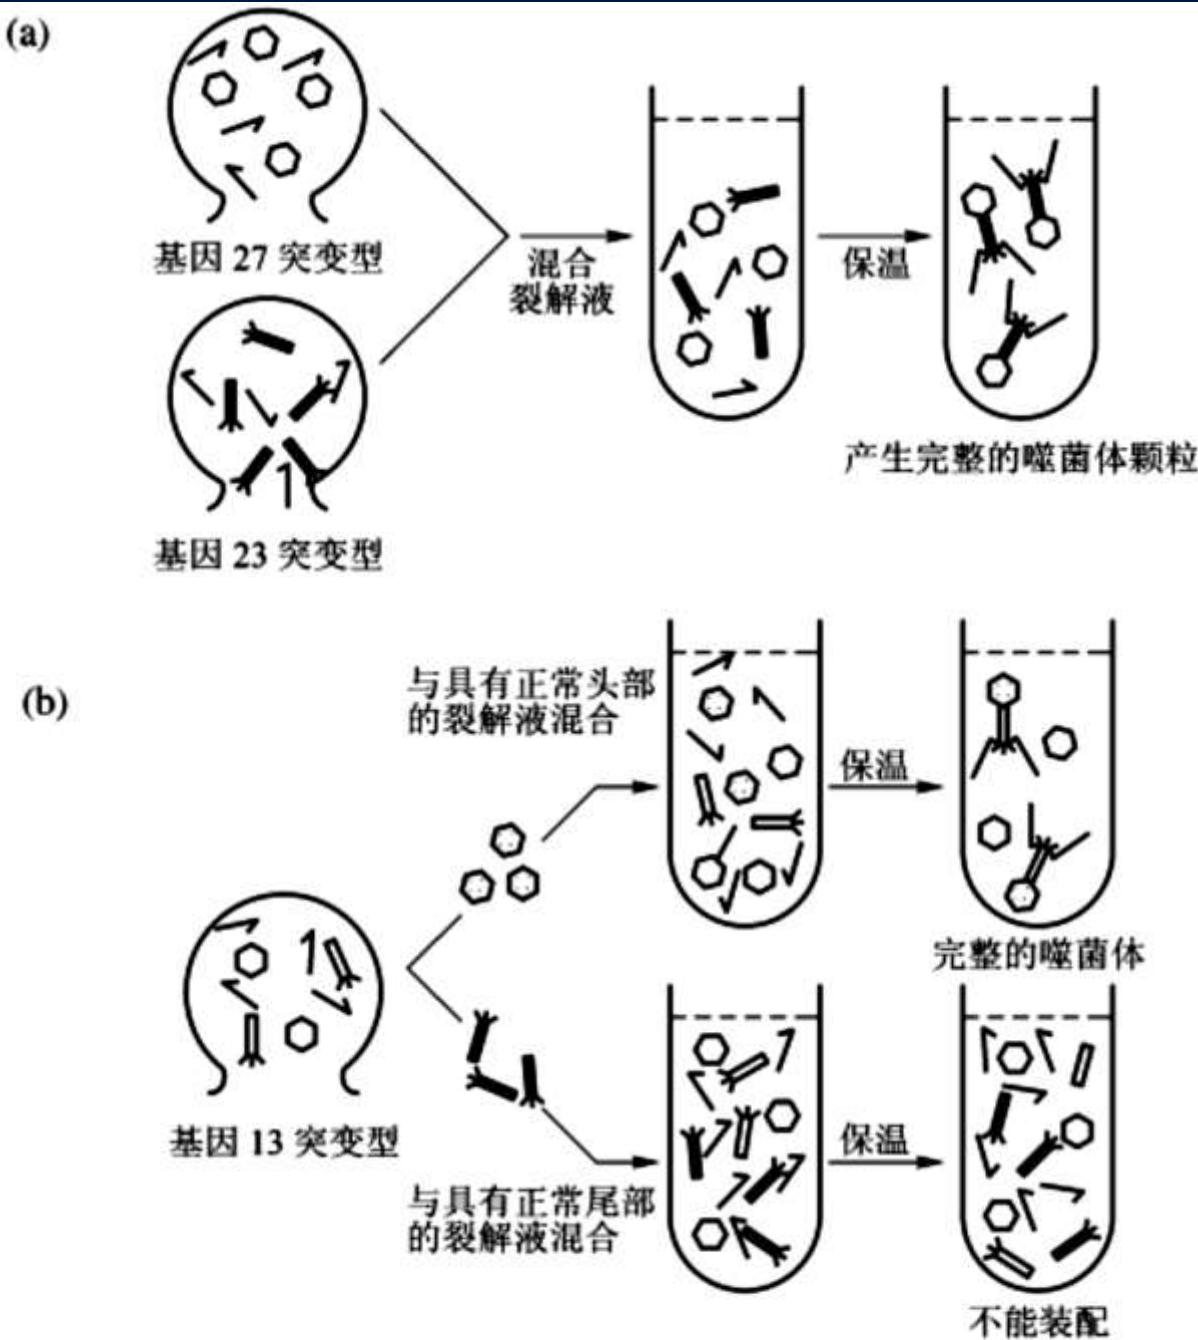 (a)
基因 27 突变型
混合
裂解液
保温
产生完整的噬菌体颗粒
基因 23 突变型
(b)
与具有正常头部
的裂解液混合
保温
完整的噬菌体
基因 13 突变型
与具有正常尾部
的裂解液混合
保温
不能装配